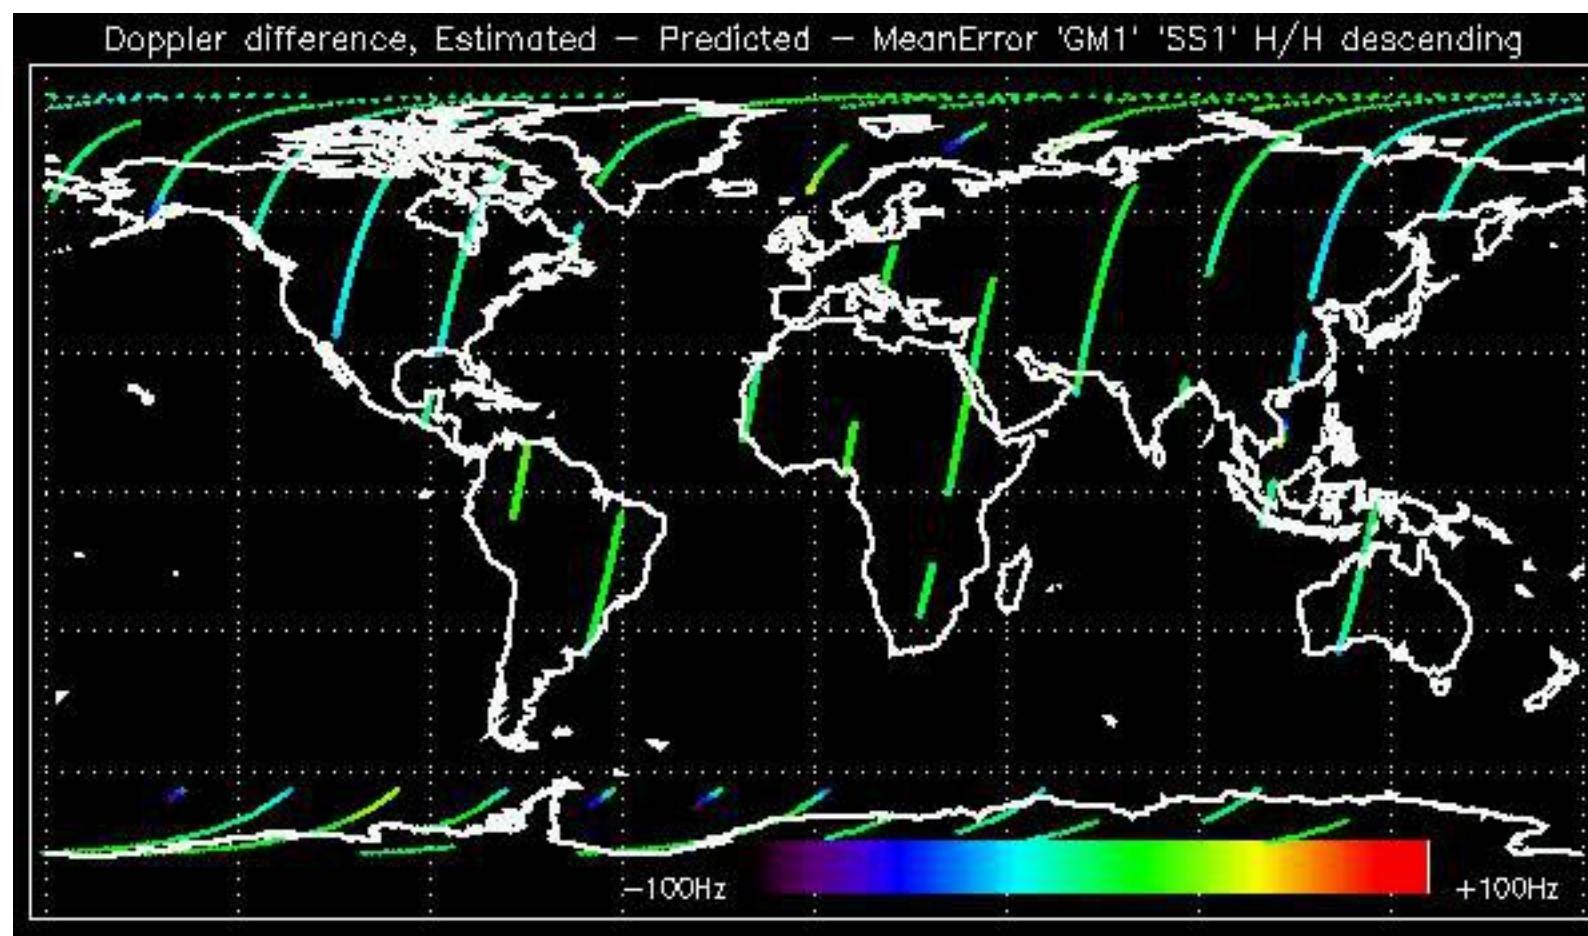 Doppler difference, Estimated – Predicted – MeanError 'GM1' 'SS1' H/H descending
–100Hz
+100Hz